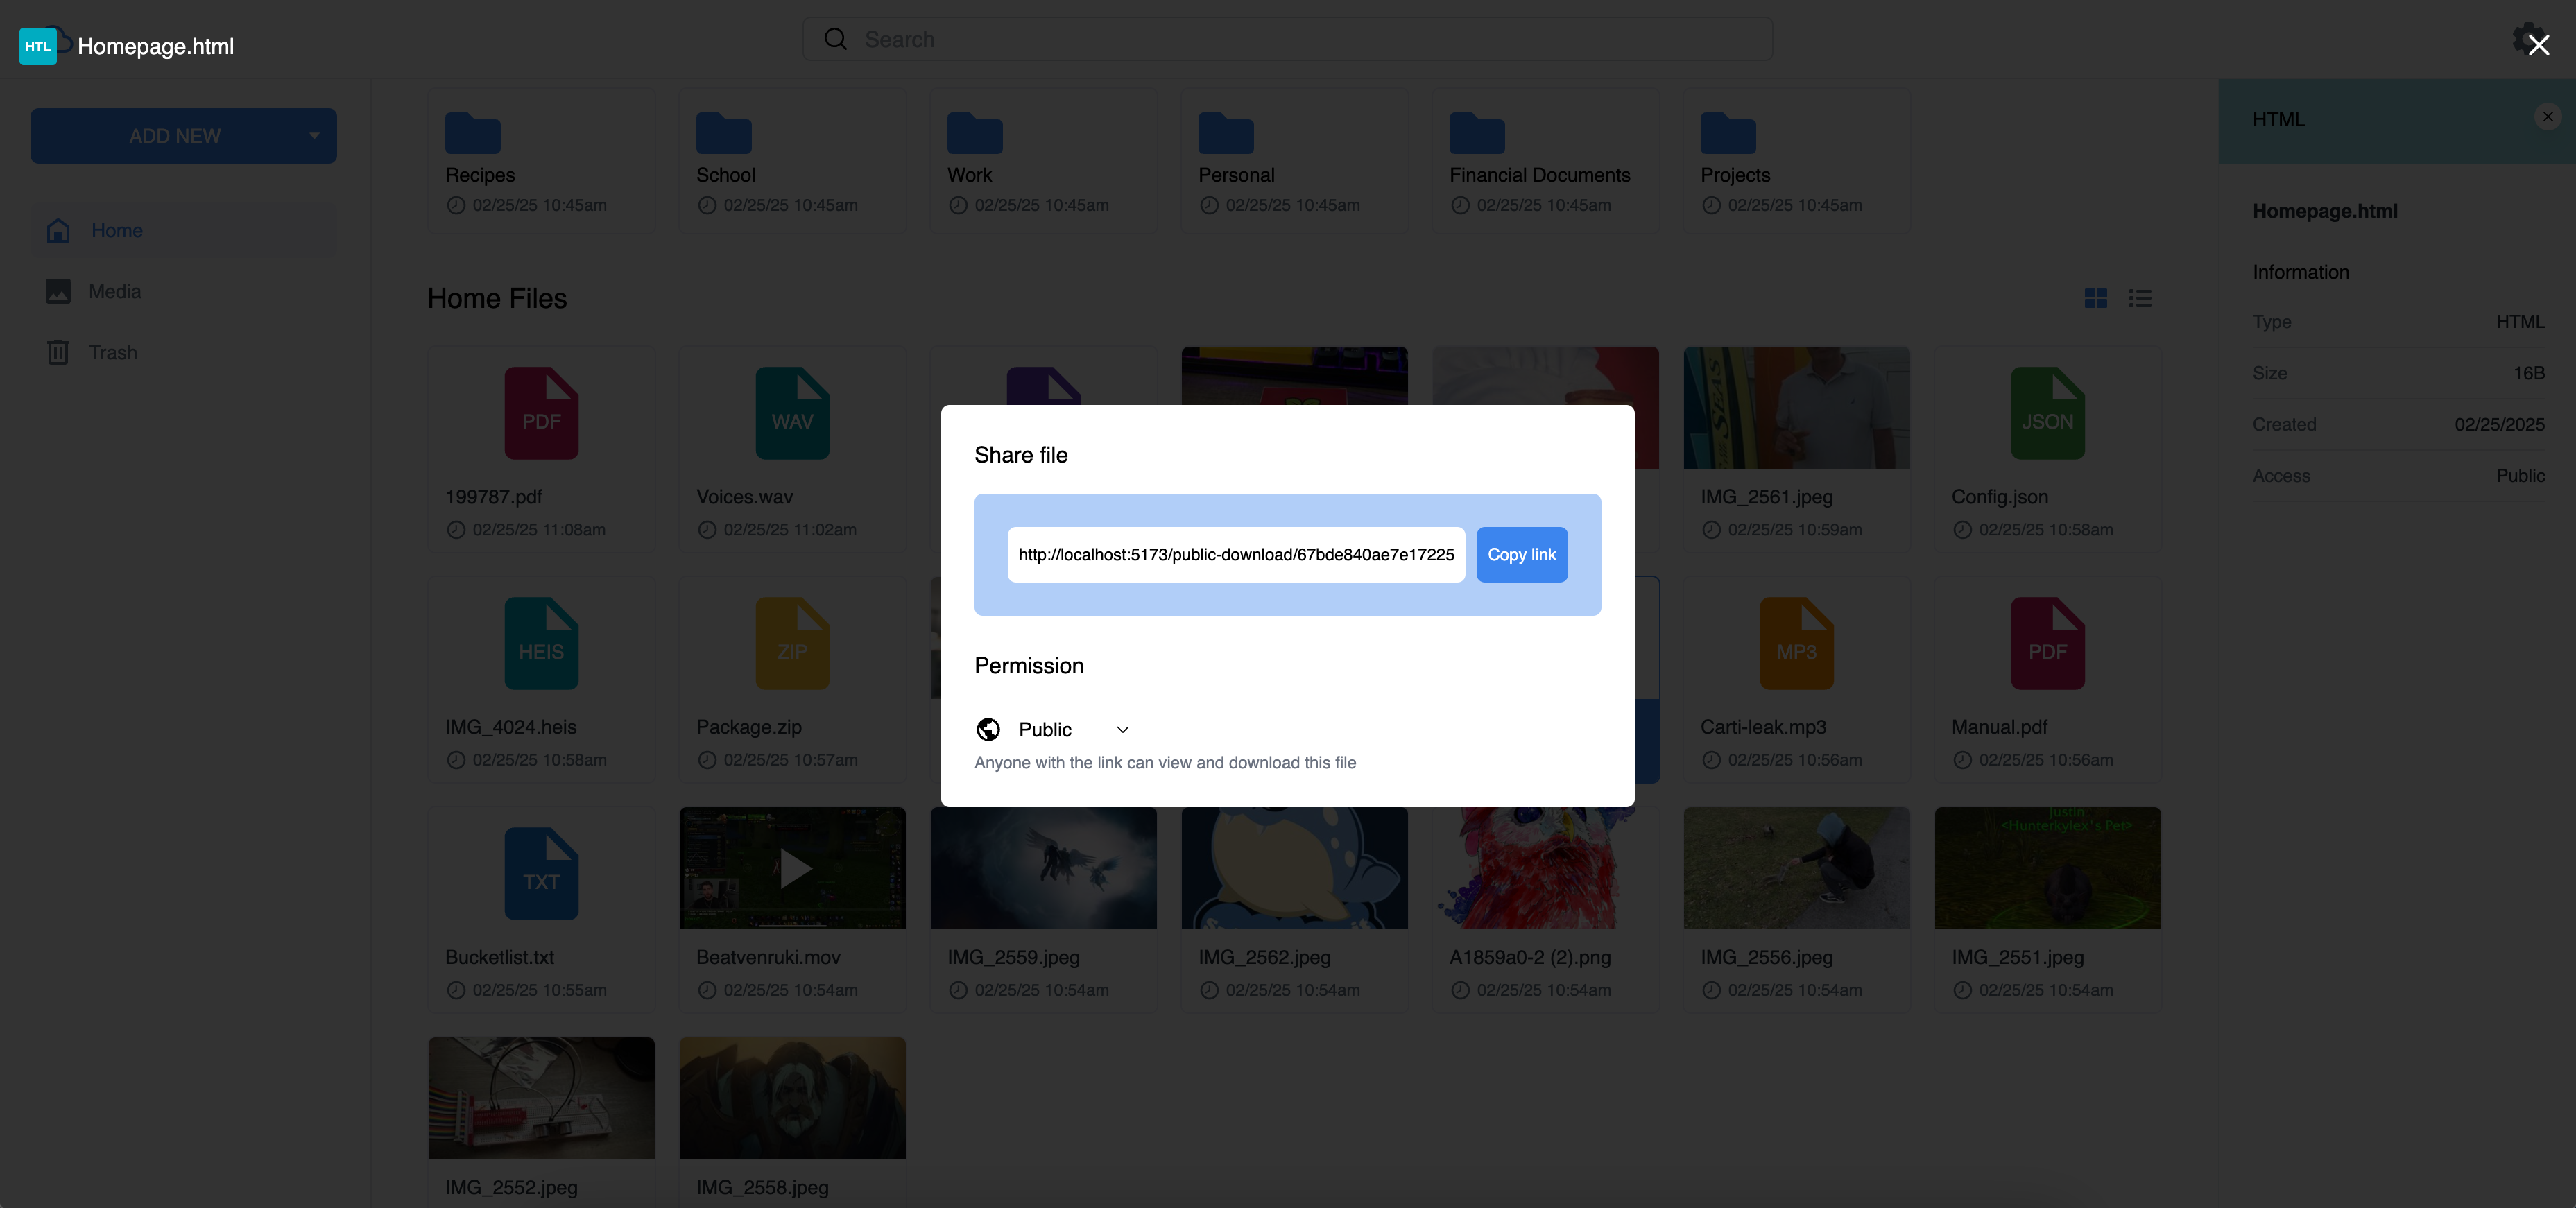 HTL Homepage.html
Search
ADD NEW
Home
Media
Trash
Recipes
02/25/25 10:45am
School
02/25/25 10:45am
Work
02/25/25 10:45am
Personal
02/25/25 10:45am
Financial Documents
02/25/25 10:45am
Projects
02/25/25 10:45am
Home Files
PDF
199787.pdf
02/25/25 11:08am
WAV
Voices.wav
02/25/25 11:02am
SEAS
IMG_2561.jpeg
02/25/25 10:59am
JSON
Config.json
02/25/25 10:58am
HEIS
IMG_4024.heis
02/25/25 10:58am
ZIP
Package.zip
02/25/25 10:57am
MP3
Carti-leak.mp3
02/25/25 10:56am
PDF
Manual.pdf
02/25/25 10:56am
TXT
Bucketlist.txt
02/25/25 10:55am
Beatvenruki.mov
02/25/25 10:54am
IMG_2559.jpeg
02/25/25 10:54am
IMG_2562.jpeg
02/25/25 10:54am
A1859a0-2 (2).png
02/25/25 10:54am
IMG_2556.jpeg
02/25/25 10:54am
Justin
<Hunterkylex's Pet>
IMG_2551.jpeg
02/25/25 10:54am
IMG_2552.jpeg
IMG_2558.jpeg
Share file
http://localhost:5173/public-download/67bde840ae7e17225
Copy link
Permission
Public
Anyone with the link can view and download this file
HTML
Homepage.html
Information
Type HTML
Size 16B
Created 02/25/2025
Access Public